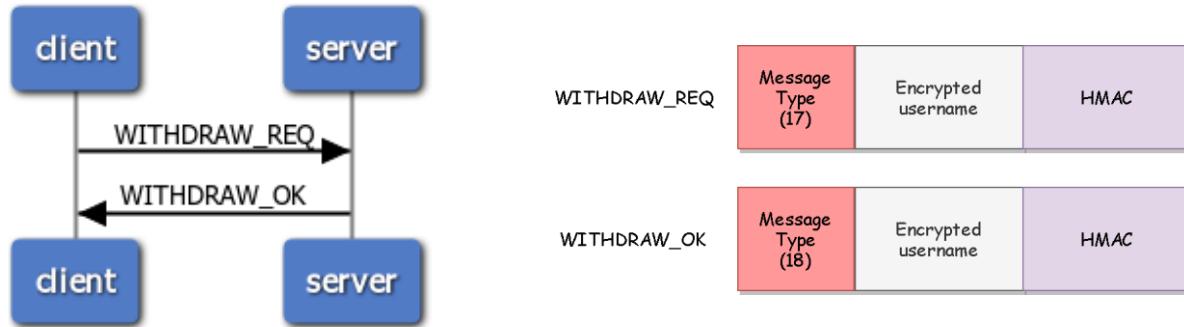 client server
WITHDRAW_REQ
WITHDRAW_OK
client server
WITHDRAW_REQ
Message
Type
(17)
Encrypted
username
HMAC
WITHDRAW_OK
Message
Type
(18)
Encrypted
username
HMAC